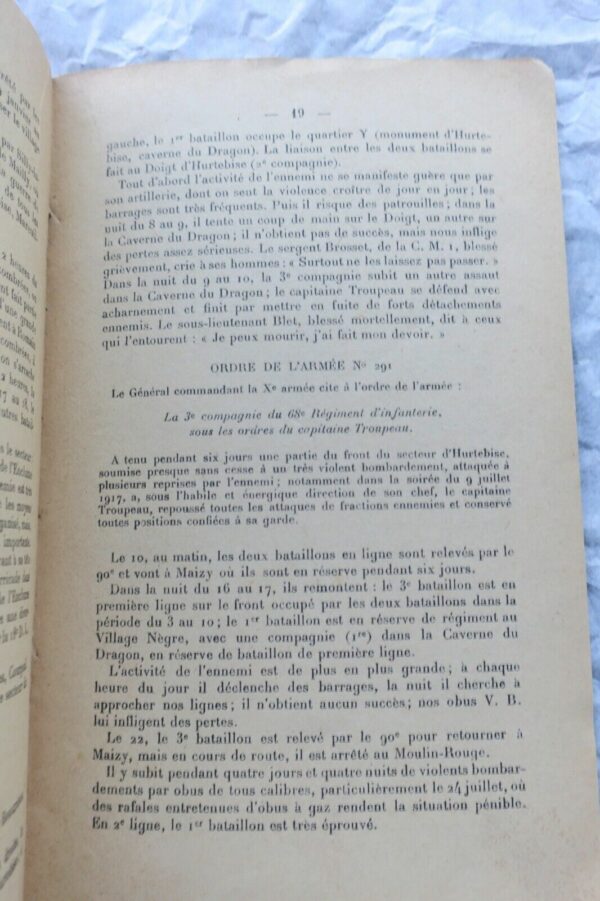 — 19 —
gauche, le 1er bataillon occupe le quartier Y (monument d'Hurte-
bise, caverne du Dragon). La liaison entre les deux bataillons se
fait au Doigt d'Hurtebise (2e compagnie).
Tout d'abord l'activité de l'ennemi ne se manifeste guère que par
son artillerie, dont on sent la violence croître de jour en jour; les
barrages sont très fréquents. Puis il risque des patrouilles; dans la
nuit du 8 au 9, il tente un coup de main sur le Doigt, un autre sur
la Caverne du Dragon; il n'obtient pas de succès, mais nous inflige
des pertes assez sérieuses. Le sergent Brosset, de la C. M. 1, blessé
grièvement, crie à ses hommes: « Surtout ne les laissez pas passer. »
Dans la nuit du 9 au 10, la 3e compagnie subit un autre assaut
dans la Caverne du Dragon; le capitaine Troupeau se défend avec
acharnement et finit par mettre en fuite de forts détachements
ennemis. Le sous-lieutenant Blet, blessé mortellement, dit à ceux
qui l'entourent : « Je peux mourir, j'ai fait mon devoir. »
ORDRE DE L'ARMÉE No 291
Le Général commandant la Xe armée cite à l'ordre de l'armée :
La 3e compagnie du 68e Régiment d'infanterie,
sous les ordres du capitaine Troupeau.
A tenu pendant six jours une partie du front du secteur d'Hurtebise,
soumise presque sans cesse à un très violent bombardement, attaquée à
plusieurs reprises par l'ennemi; notamment dans la soirée du 9 juillet
1917, a, sous l'habile et énergique direction de son chef, le capitaine
Troupeau, repoussé toutes les attaques de fractions ennemies et conservé
toutes positions confiées à sa garde.
Le 10, au matin, les deux bataillons en ligne sont relevés par le
90e et vont à Maizy où ils sont en réserve pendant six jours.
Dans la nuit du 16 au 17, ils remontent : le 3e bataillon est en
première ligne sur le front occupé par les deux bataillons dans la
période du 3 au 10; le 1er bataillon est en réserve de régiment au
Village Nègre, avec une compagnie (1re) dans la Caverne du
Dragon, en réserve de bataillon de première ligne.
L'activité de l'ennemi est de plus en plus grande; à chaque
heure du jour il déclenche des barrages, la nuit il cherche à
approcher nos lignes; il n'obtient aucun succès; nos obus V. B.
lui infligent des pertes.
Le 22, le 3e bataillon est relevé par le 90e pour retourner à
Maizy, mais en cours de route, il est arrêté au Moulin-Rouge.
Il y subit pendant quatre jours et quatre nuits de violents bombar-
dements par obus de tous calibres, particulièrement le 24 juillet, où
des rafales entretenues d'obus à gaz rendent la situation pénible.
En 2e ligne, le 1er bataillon est très éprouvé.